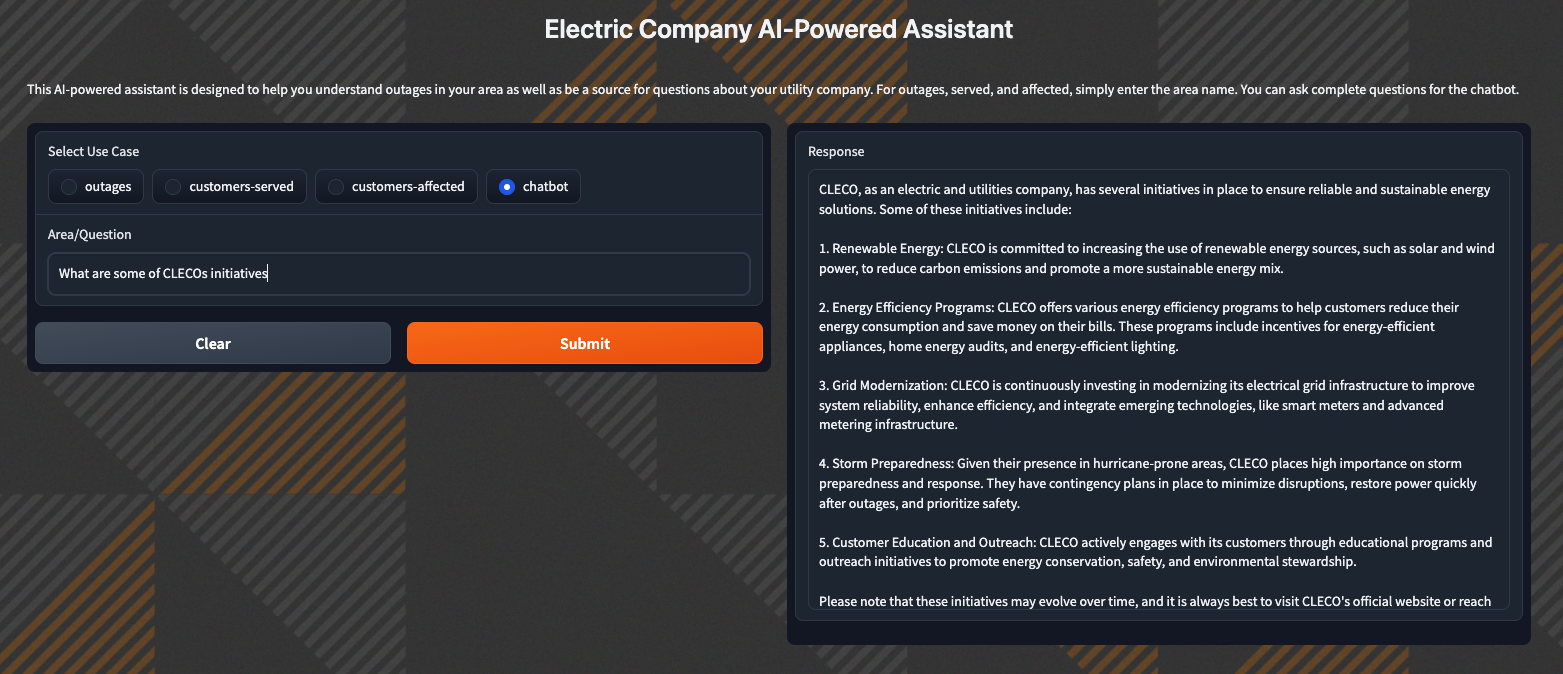 Electric Company AI-Powered Assistant
This AI-powered assistant is designed to help you understand outages in your area as well as be a source for questions about your utility company. For outages, served, and affected, simply enter the area name. You can ask complete questions for the chatbot.
Select Use Case
outages
customers-served
customers-affected
chatbot
Area/Question
What are some of CLECOs initiatives
Clear
Submit
Response
CLECO, as an electric and utilities company, has several initiatives in place to ensure reliable and sustainable energy
solutions. Some of these initiatives include:
1. Renewable Energy: CLECO is committed to increasing the use of renewable energy sources, such as solar and wind
power, to reduce carbon emissions and promote a more sustainable energy mix.
2. Energy Efficiency Programs: CLECO offers various energy efficiency programs to help customers reduce their
energy consumption and save money on their bills. These programs include incentives for energy-efficient
appliances, home energy audits, and energy-efficient lighting.
3. Grid Modernization: CLECO is continuously investing in modernizing its electrical grid infrastructure to improve
system reliability, enhance efficiency, and integrate emerging technologies, like smart meters and advanced
metering infrastructure.
4. Storm Preparedness: Given their presence in hurricane-prone areas, CLECO places high importance on storm
preparedness and response. They have contingency plans in place to minimize disruptions, restore power quickly
after outages, and prioritize safety.
5. Customer Education and Outreach: CLECO actively engages with its customers through educational programs and
outreach initiatives to promote energy conservation, safety, and environmental stewardship.
Please note that these initiatives may evolve over time, and it is always best to visit CLECO's official website or reach